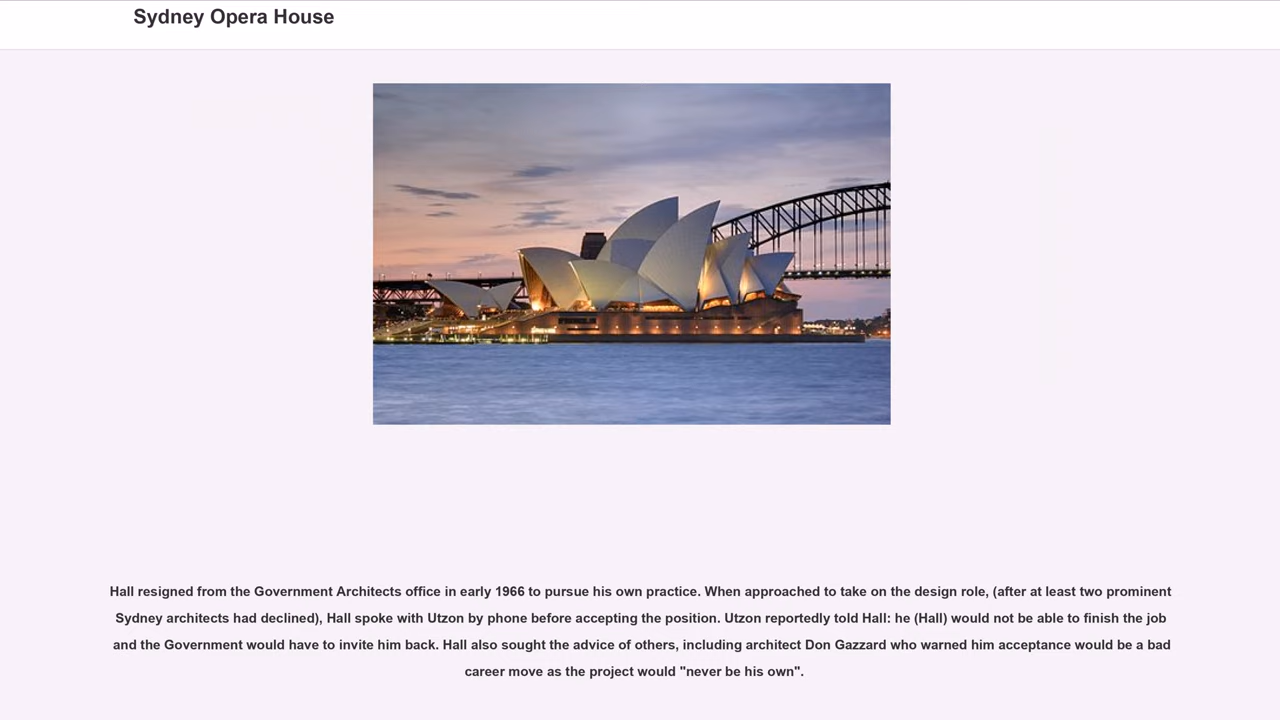 Sydney Opera House
Hall resigned from the Government Architects office in early 1966 to pursue his own practice. When approached to take on the design role, (after at least two prominent
Sydney architects had declined), Hall spoke with Utzon by phone before accepting the position. Utzon reportedly told Hall: he (Hall) would not be able to finish the job
and the Government would have to invite him back. Hall also sought the advice of others, including architect Don Gazzard who warned him acceptance would be a bad
career move as the project would "never be his own".